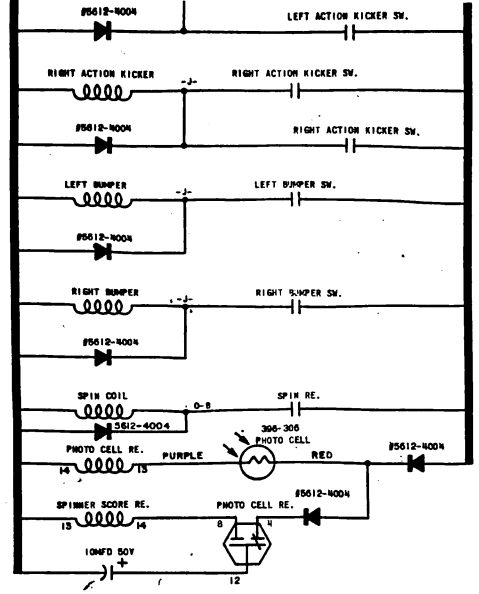 #5612-4004
LEFT ACTION KICKER SW.
RIGHT ACTION KICKER
-J-
RIGHT ACTION KICKER SW.
#5612-4004
RIGHT ACTION KICKER SW.
LEFT BUMPER
-J-
LEFT BUMPER SW.
#5612-4004
RIGHT BUMPER
-J-
RIGHT BUMPER SW.
#5612-4004
SPIN COIL
O-B
SPIN RE.
5612-4004
396-306
PHOTO CELL
PHOTO CELL RE.
#5612-4004
14
13
PURPLE
RED
SPINNER SCORE RE.
PHOTO CELL RE.
#5612-4004
13
14
8
4
10MFD 50V
+
12